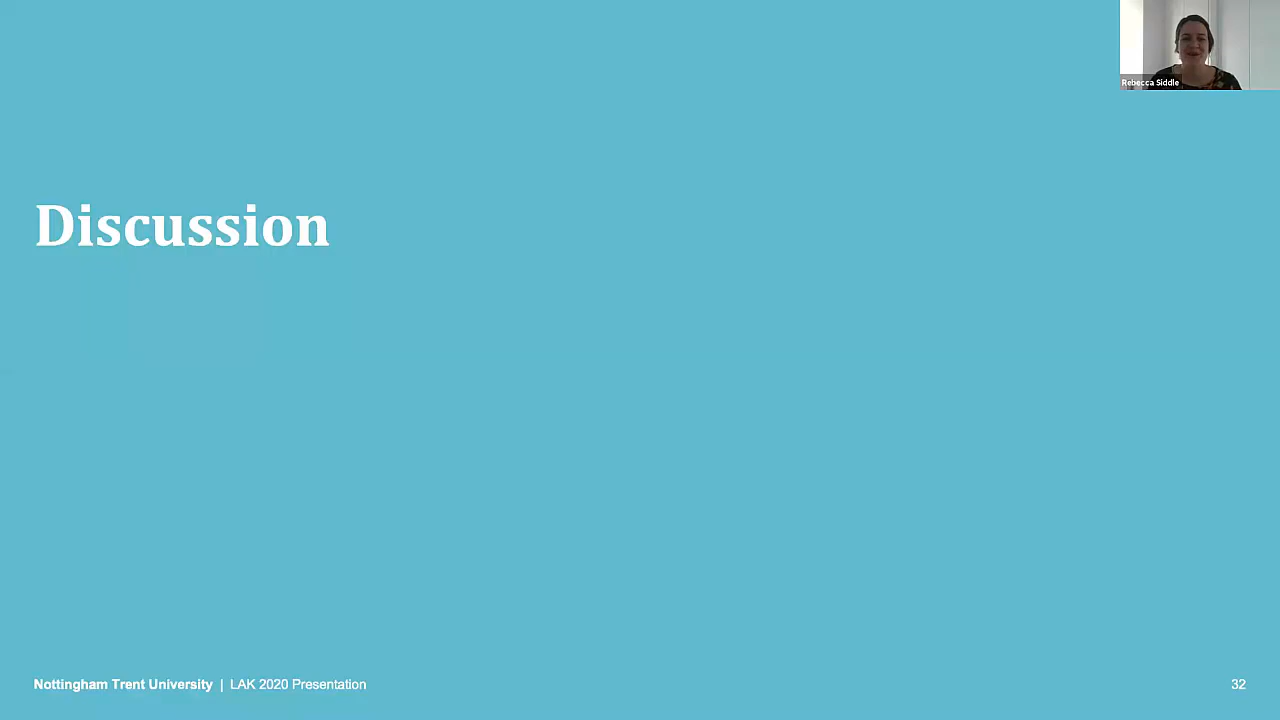 Rebecca Siddle
Discussion
Nottingham Trent University | LAK 2020 Presentation
32